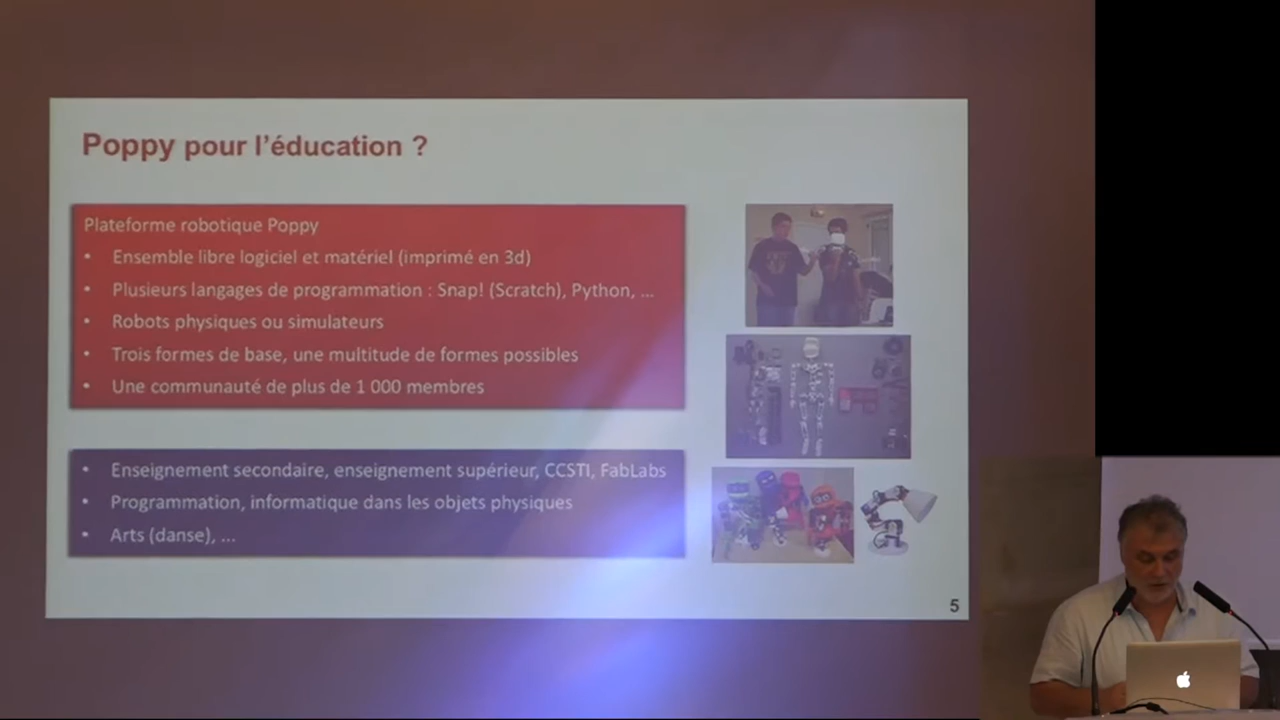 Poppy pour l'éducation ?
Plateforme robotique Poppy
• Ensemble libre logiciel et matériel (imprimé en 3d)
• Plusieurs langages de programmation : Snap! (Scratch), Python, ...
• Robots physiques ou simulateurs
• Trois formes de base, une multitude de formes possibles
• Une communauté de plus de 1 000 membres
• Enseignement secondaire, enseignement supérieur, CCSTI, FabLabs
• Programmation, informatique dans les objets physiques
• Arts (danse), ...
5